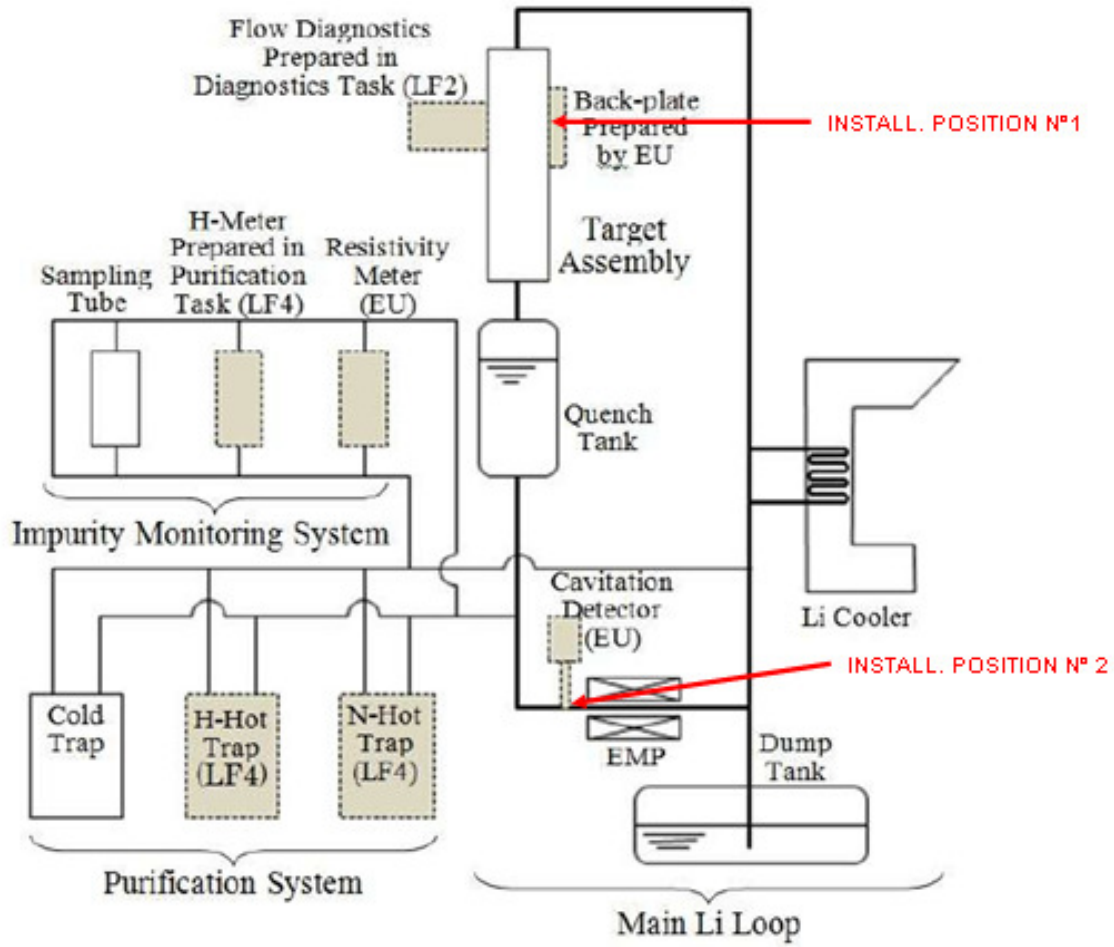 Flow Diagnostics
Prepared in
Diagnostics Task (LF2)
Back-plate
Prepared
by EU
INSTALL. POSITION Nº1
Target
Assembly
H-Meter
Prepared in
Purification
Task (LF4)
Resistivity
Meter
(EU)
Sampling
Tube
Quench
Tank
Impurity Monitoring System
Li Cooler
Cavitation
Detector
(EU)
INSTALL. POSITION Nº 2
Cold
Trap
H-Hot
Trap
(LF4)
N-Hot
Trap
(LF4)
EMP
Dump
Tank
Purification System
Main Li Loop